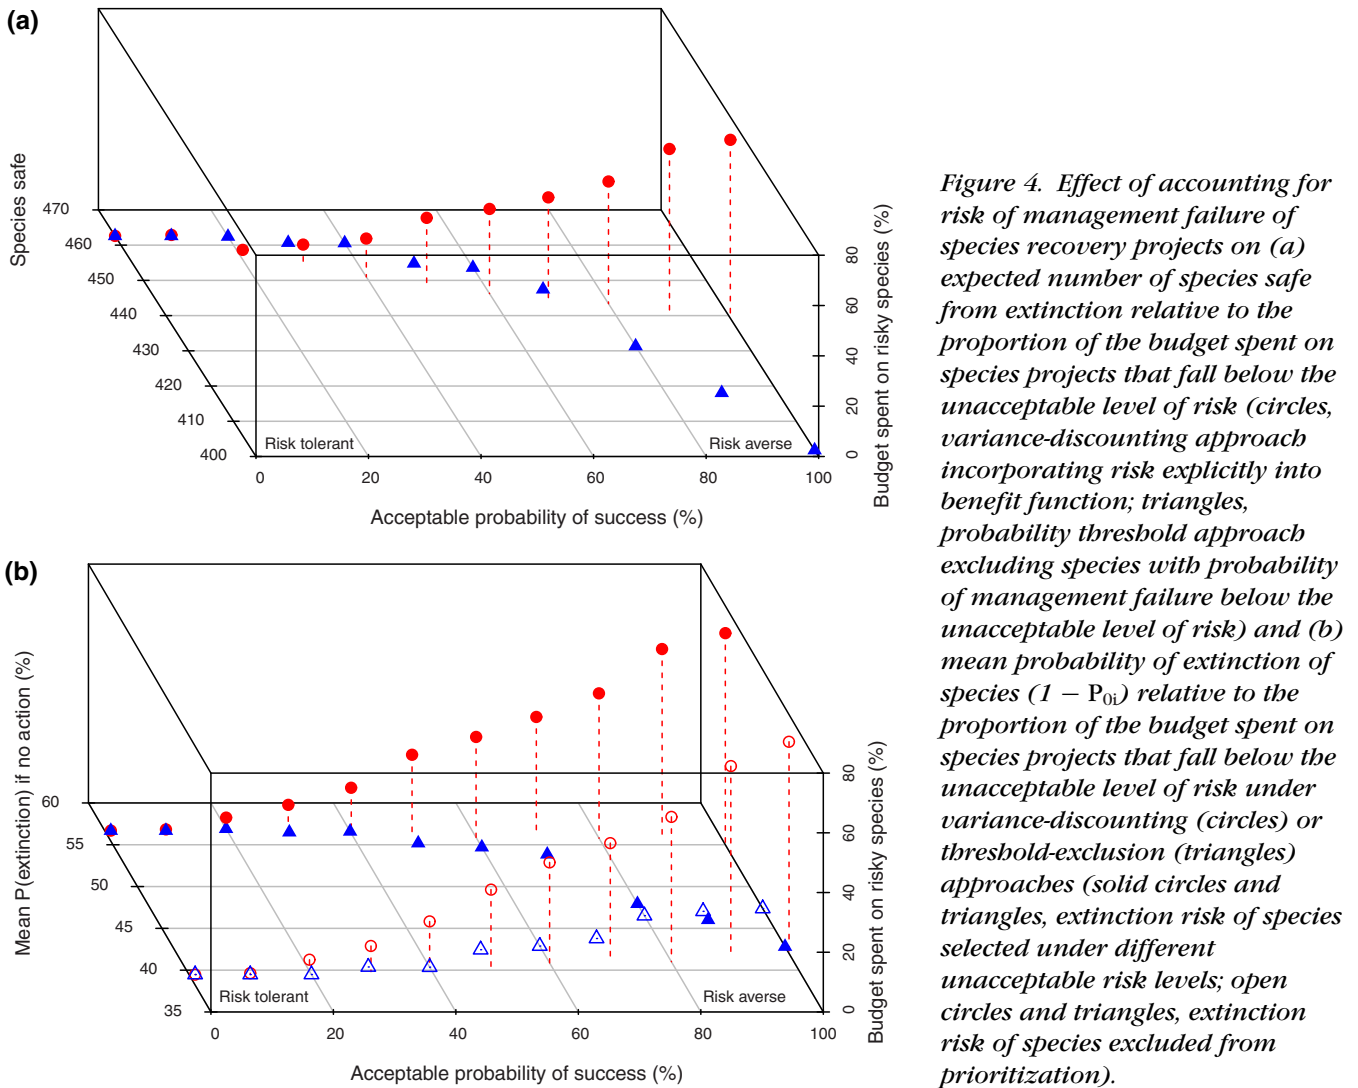 (a)
Species safe
470
460
450
440
430
420
410
400
Risk tolerant
Risk averse
0
20
40
60
80
100
Acceptable probability of success (%)
0
20
40
60
80
Budget spent on risky species (%)
(b)
Mean P(extinction) if no action (%)
60
55
50
45
40
35
Risk tolerant
Risk averse
0
20
40
60
80
100
Acceptable probability of success (%)
0
20
40
60
80
Budget spent on risky species (%)
Figure 4. Effect of accounting for
risk of management failure of
species recovery projects on (a)
expected number of species safe
from extinction relative to the
proportion of the budget spent on
species projects that fall below the
unacceptable level of risk (circles,
variance-discounting approach
incorporating risk explicitly into
benefit function; triangles,
probability threshold approach
excluding species with probability
of management failure below the
unacceptable level of risk) and (b)
mean probability of extinction of
species (1 − P0i) relative to the
proportion of the budget spent on
species projects that fall below the
unacceptable level of risk under
variance-discounting (circles) or
threshold-exclusion (triangles)
approaches (solid circles and
triangles, extinction risk of species
selected under different
unacceptable risk levels; open
circles and triangles, extinction
risk of species excluded from
prioritization).